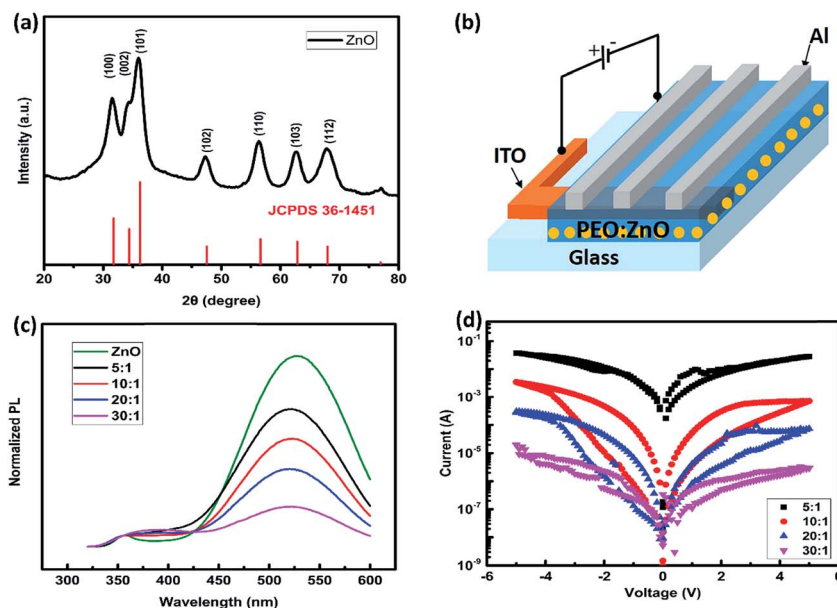 (a)
ZnO
(100)
(002)
(101)
(102)
(110)
(103)
(112)
Intensity (a.u.)
JCPDS 36-1451
20 30 40 50 60 70 80
2θ (degree)
(b)
+ -
Al
ITO
PEO:ZnO
Glass
(c)
ZnO
5:1
10:1
20:1
30:1
Normalized PL
300 350 400 450 500 550 600
Wavelength (nm)
(d)
10⁻¹
10⁻³
10⁻⁵
10⁻⁷
10⁻⁹
Current (A)
5:1
10:1
20:1
30:1
-6 -4 -2 0 2 4 6
Voltage (V)